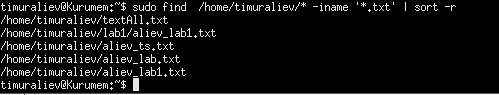 timuraliev@Kurumem:~$ sudo find  /home/timuraliev/* -iname '*.txt' | sort -r
/home/timuraliev/textAll.txt
/home/timuraliev/lab1/aliev_lab1.txt
/home/timuraliev/aliev_ts.txt
/home/timuraliev/aliev_lab.txt
/home/timuraliev/aliev_lab1.txt
timuraliev@Kurumem:~$